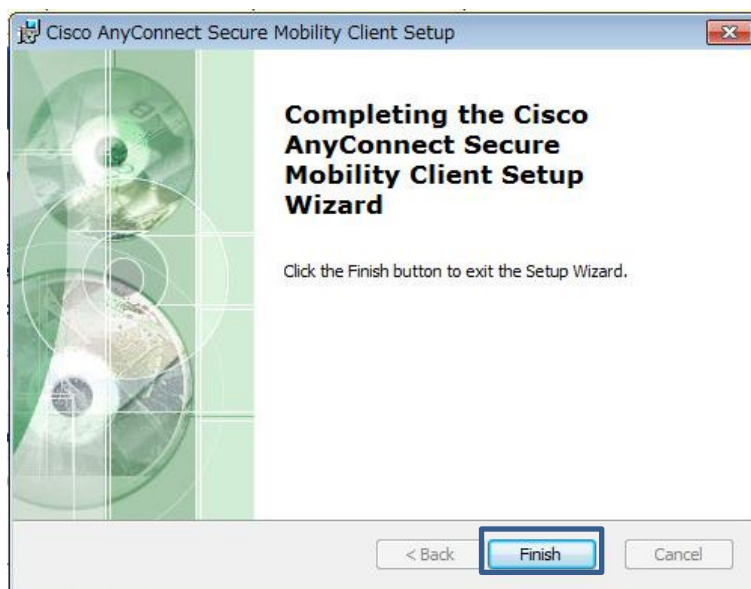 Cisco AnyConnect Secure Mobility Client Setup
Completing the Cisco
AnyConnect Secure
Mobility Client Setup
Wizard
Click the Finish button to exit the Setup Wizard.
< Back Finish Cancel